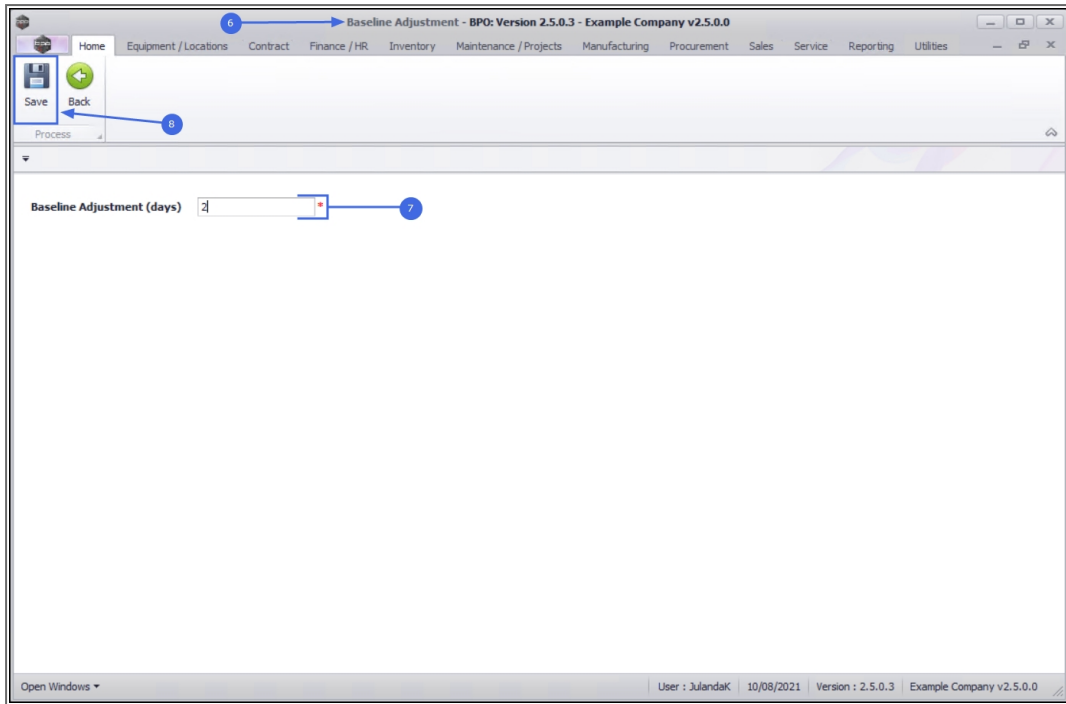 6
Baseline Adjustment - BPO: Version 2.5.0.3 - Example Company v2.5.0.0
Home Equipment / Locations Contract Finance / HR Inventory Maintenance / Projects Manufacturing Procurement Sales Service Reporting Utilities
Save Back
8
Process
Baseline Adjustment (days) 2 * 7
Open Windows User : JulandaK 10/08/2021 Version : 2.5.0.3 Example Company v2.5.0.0